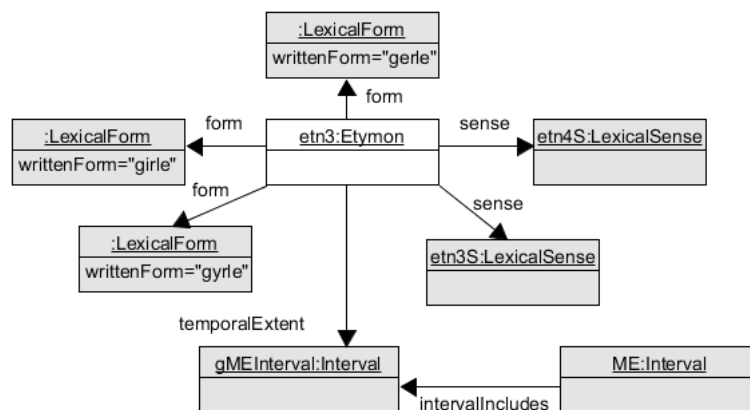 :LexicalForm
writtenForm="gerle"
form
:LexicalForm
writtenForm="girle"
form
etn3:Etymon
sense
etn4S:LexicalSense
form
sense
:LexicalForm
writtenForm="gyrle"
etn3S:LexicalSense
temporalExtent
gMEInterval:Interval
ME:Interval
intervalIncludes